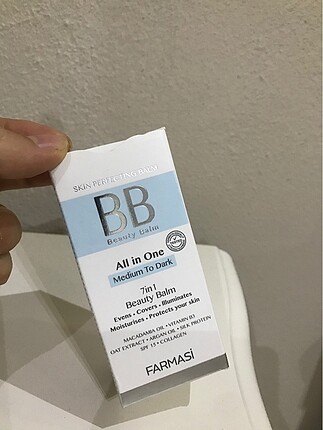 SKIN PERFECTING BALM
BB
Beauty Balm
All in One
Medium To Dark
7in1
Beauty Balm
Evens • Covers • Illuminates
Moisturises • Protects your skin
MACADAMIA OIL • VITAMIN B3
OAT EXTRACT • ARGAN OIL • SILK PROTEIN
SPF 15 • COLLAGEN
FARMASİ